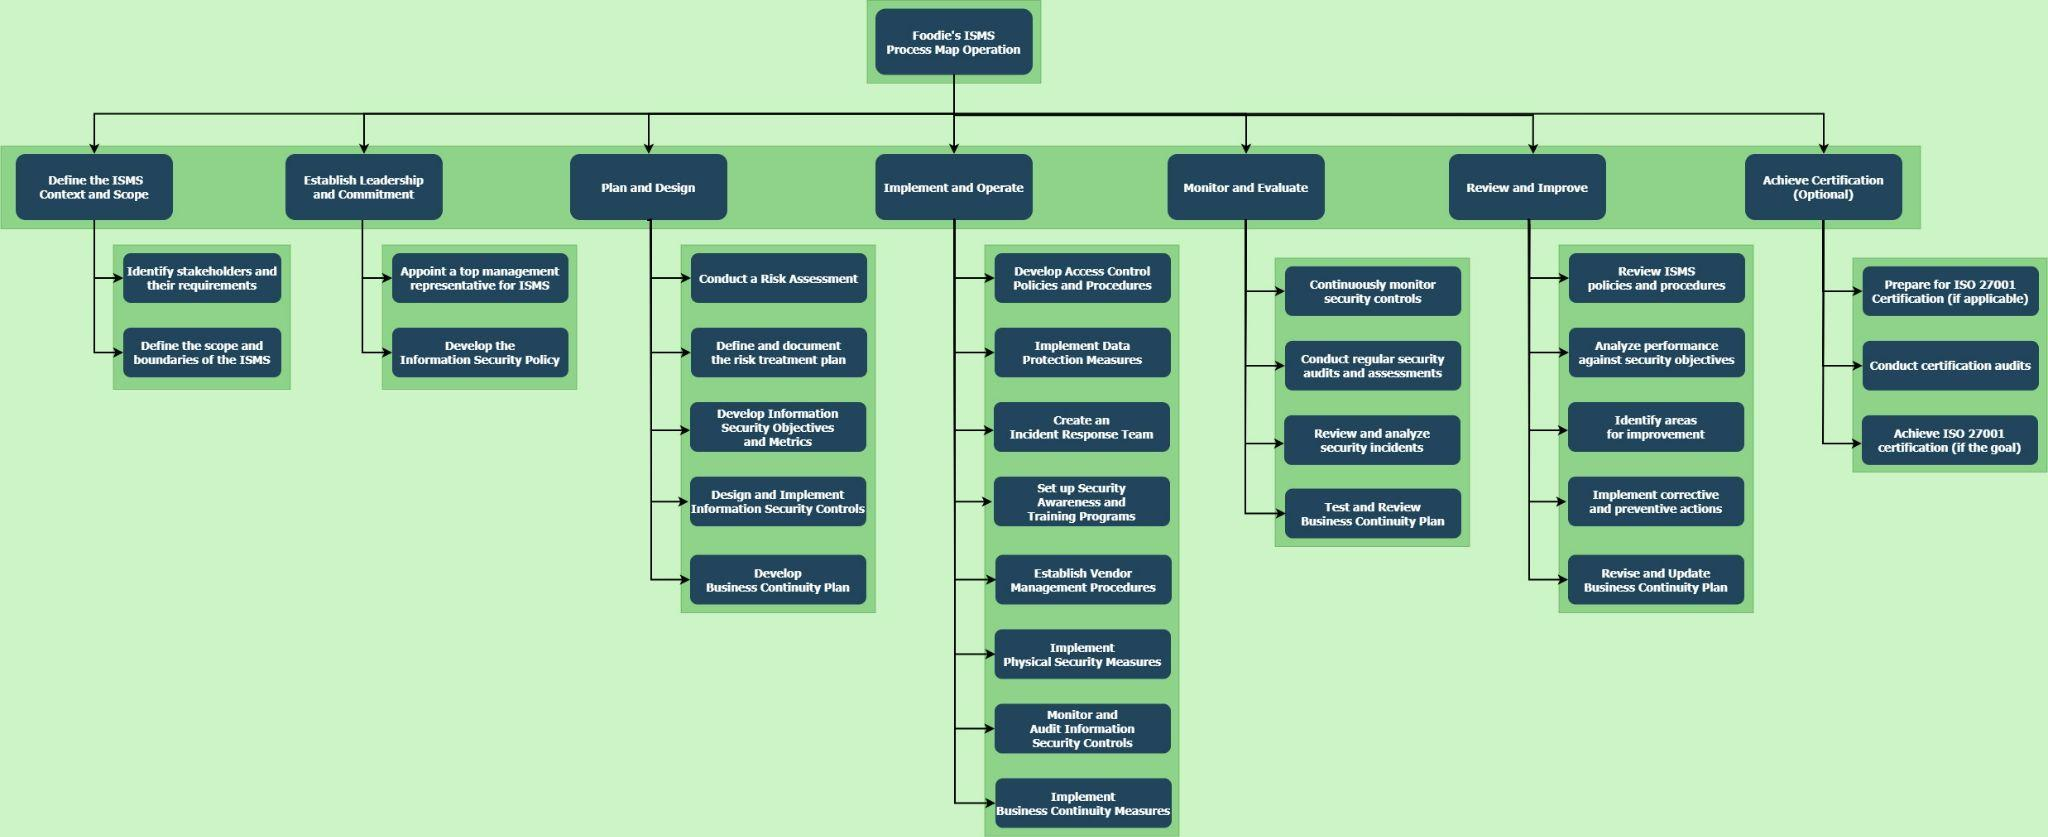 Foodie's ISMS
Process Map Operation
Define the ISMS
Context and Scope
Establish Leadership
and Commitment
Plan and Design
Implement and Operate
Monitor and Evaluate
Review and Improve
Achieve Certification
(Optional)
Identify stakeholders and
their requirements
Define the scope and
boundaries of the ISMS
Appoint a top management
representative for ISMS
Develop the
Information Security Policy
Conduct a Risk Assessment
Define and document
the risk treatment plan
Develop Information
Security Objectives
and Metrics
Design and Implement
Information Security Controls
Develop
Business Continuity Plan
Develop Access Control
Policies and Procedures
Implement Data
Protection Measures
Create an
Incident Response Team
Set up Security
Awareness and
Training Programs
Establish Vendor
Management Procedures
Implement
Physical Security Measures
Monitor and
Audit Information
Security Controls
Implement
Business Continuity Measures
Continuously monitor
security controls
Conduct regular security
audits and assessments
Review and analyze
security incidents
Test and Review
Business Continuity Plan
Review ISMS
policies and procedures
Analyze performance
against security objectives
Identify areas
for improvement
Implement corrective
and preventive actions
Revise and Update
Business Continuity Plan
Prepare for ISO 27001
Certification (if applicable)
Conduct certification audits
Achieve ISO 27001
certification (if the goal)